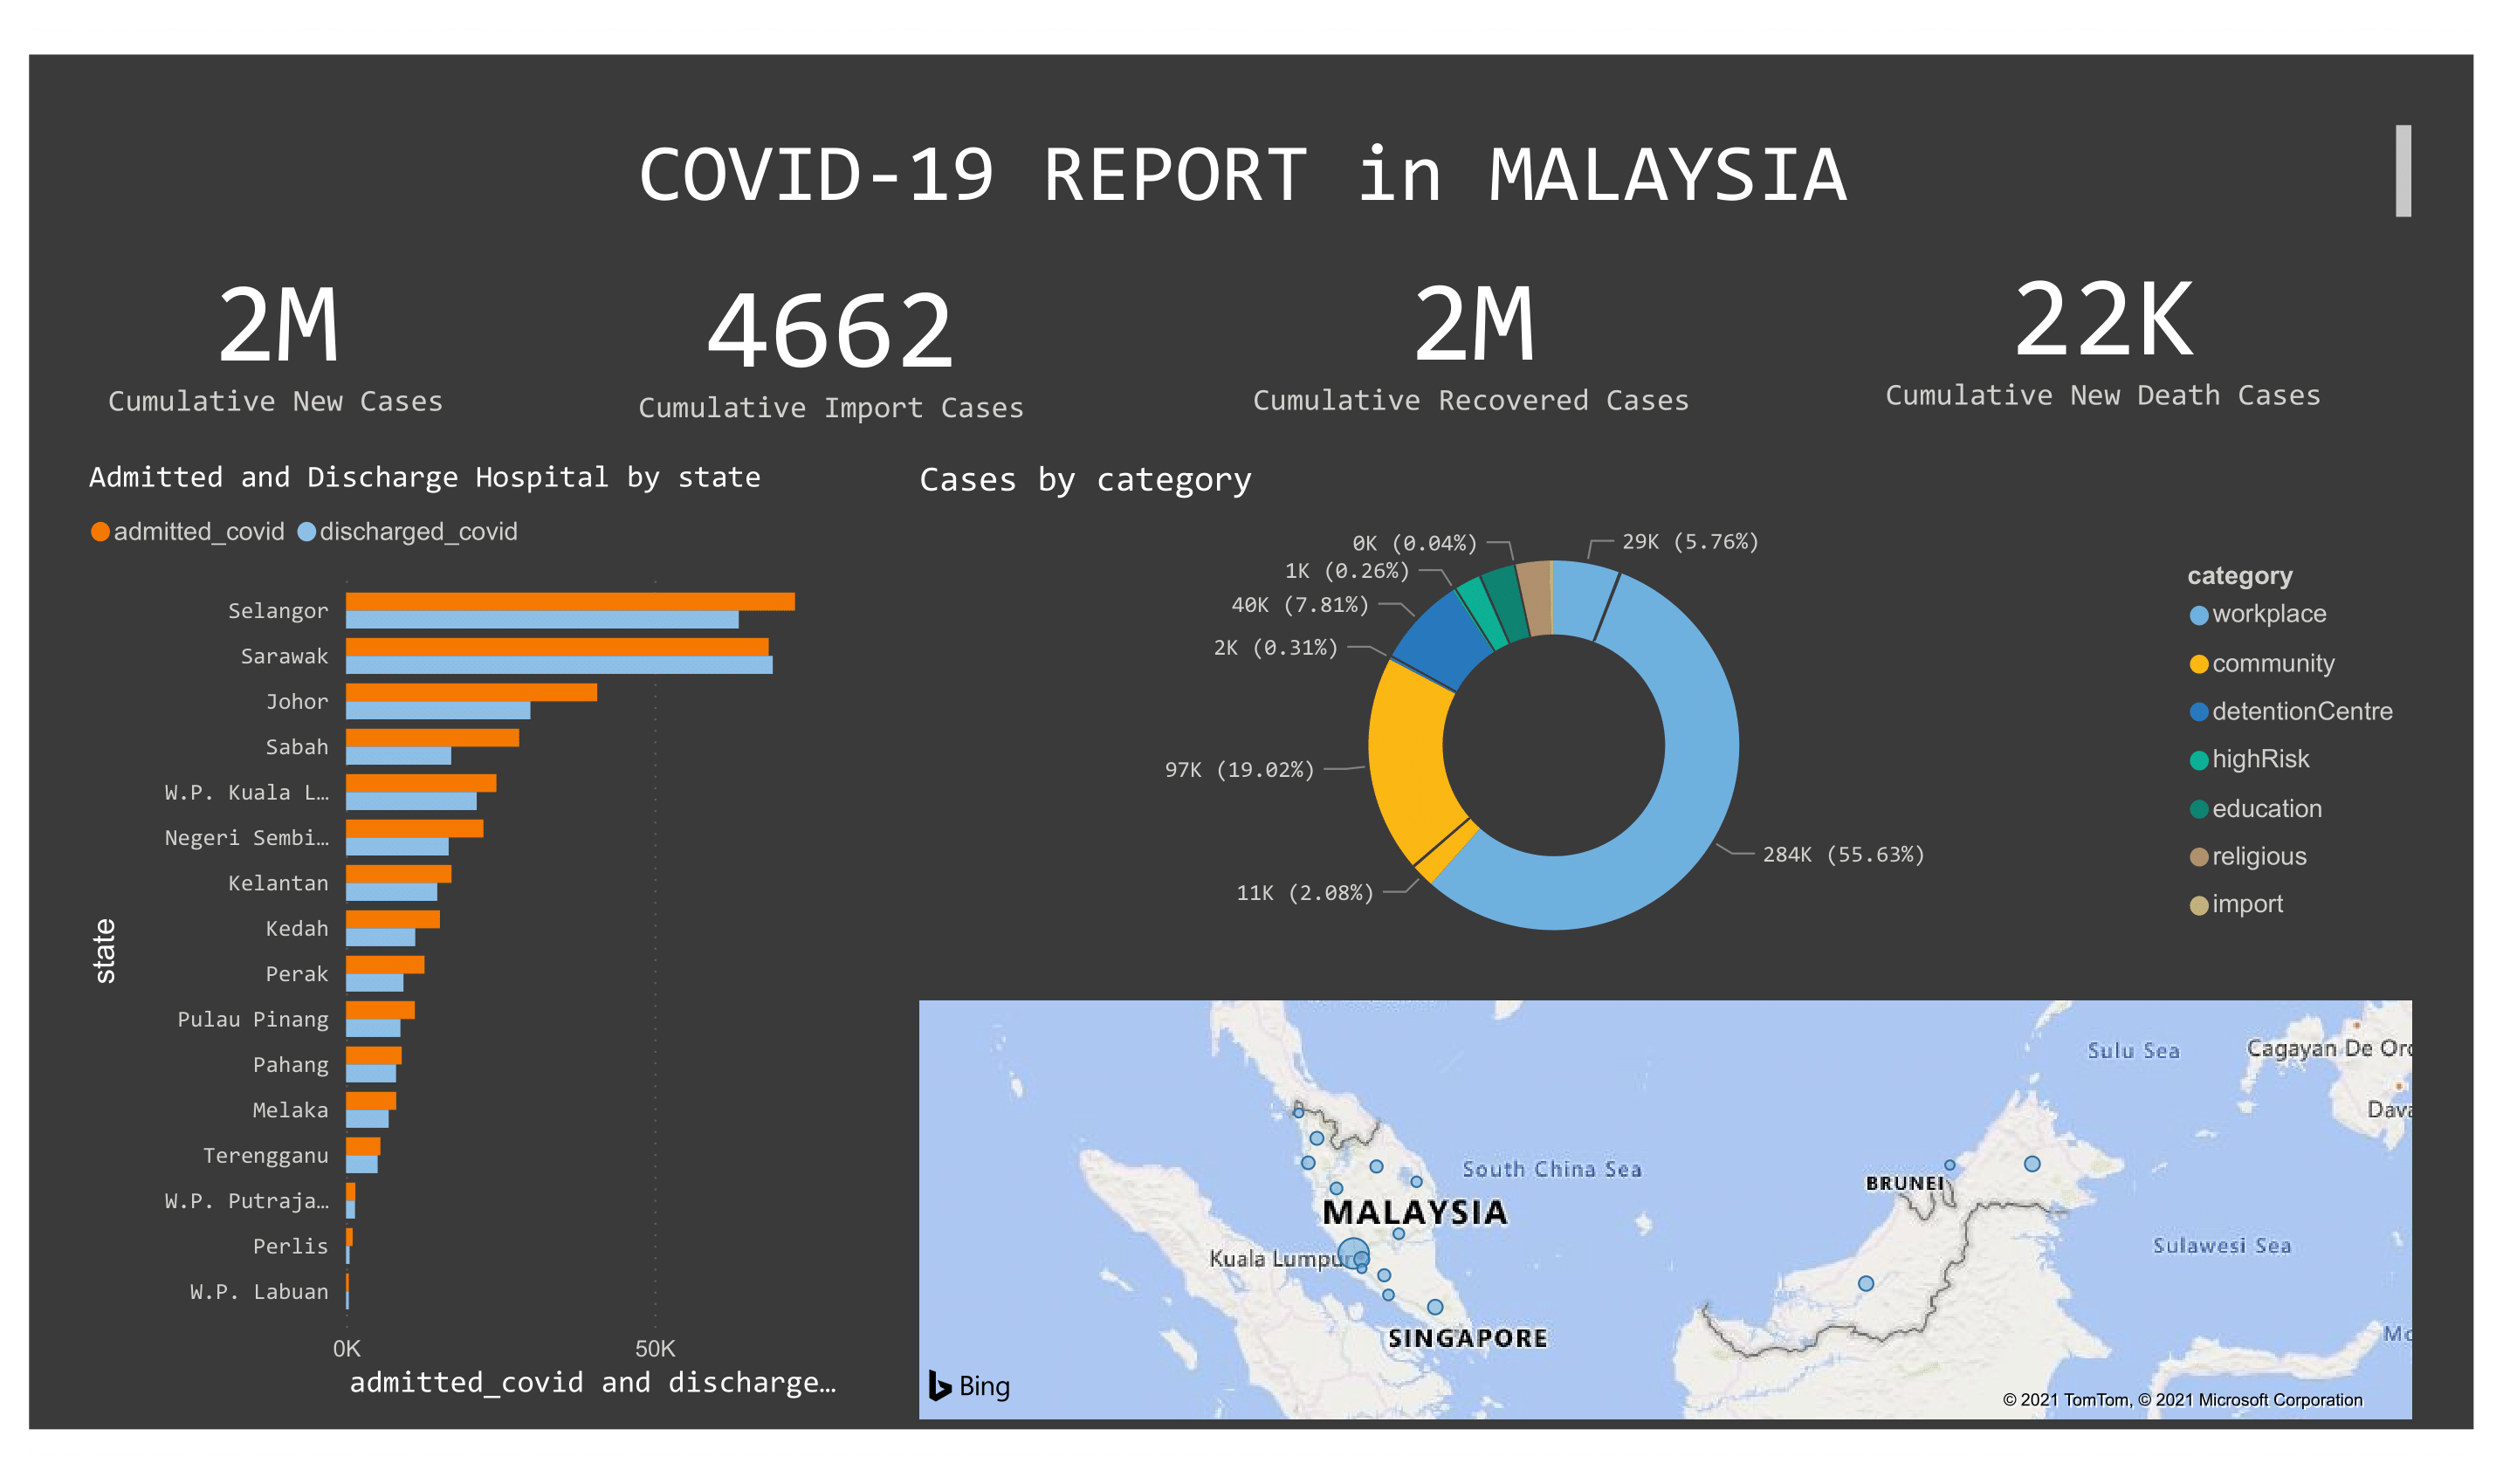 COVID-19 REPORT in MALAYSIA
2M
Cumulative New Cases
4662
Cumulative Import Cases
2M
Cumulative Recovered Cases
22K
Cumulative New Death Cases
Admitted and Discharge Hospital by state
admitted_covid
discharged_covid
state
Selangor
Sarawak
Johor
Sabah
W.P. Kuala L…
Negeri Sembi…
Kelantan
Kedah
Perak
Pulau Pinang
Pahang
Melaka
Terengganu
W.P. Putraja…
Perlis
W.P. Labuan
0K
50K
admitted_covid and discharge…
Cases by category
0K (0.04%)
29K (5.76%)
1K (0.26%)
40K (7.81%)
2K (0.31%)
97K (19.02%)
284K (55.63%)
11K (2.08%)
category
workplace
community
detentionCentre
highRisk
education
religious
import
Sulu Sea
Cagayan De Oro
Dava
South China Sea
BRUNEI
MALAYSIA
Kuala Lumpur
Sulawesi Sea
SINGAPORE
Mo
Bing
© 2021 TomTom, © 2021 Microsoft Corporation